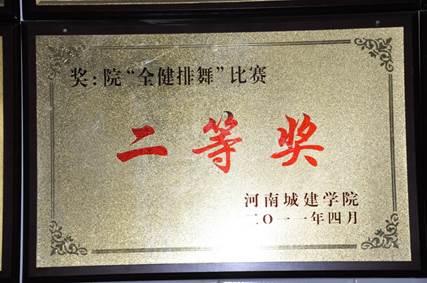 奖:院“全健排舞”比赛
二等奖
河南城建学院
二〇一一年四月